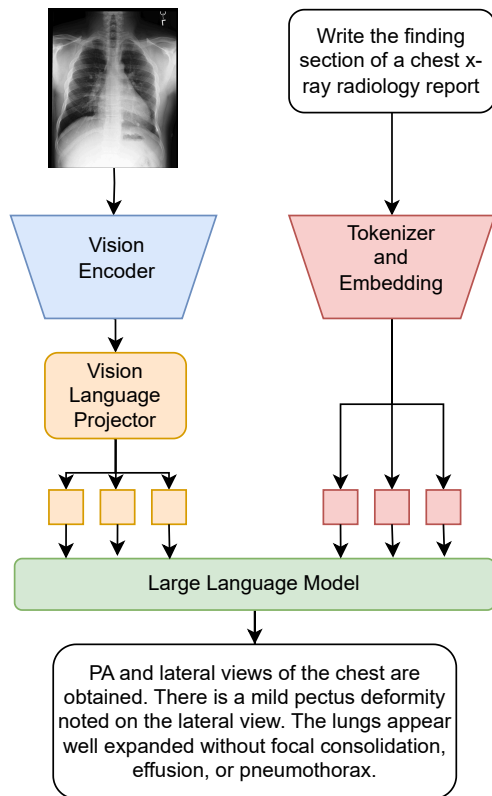 Write the finding
section of a chest x-
ray radiology report
Vision
Encoder
Tokenizer
and
Embedding
Vision
Language
Projector
Large Language Model
PA and lateral views of the chest are
obtained. There is a mild pectus deformity
noted on the lateral view. The lungs appear
well expanded without focal consolidation,
effusion, or pneumothorax.